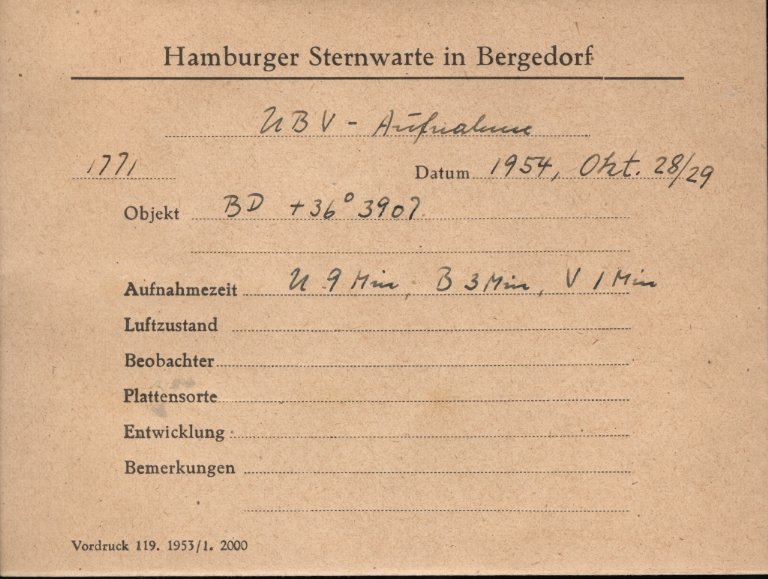 Hamburger Sternwarte in Bergedorf
UBV - Aufnahme
1771 Datum 1954, Okt. 28/29
Objekt BD +36° 3907
Aufnahmezeit U 9 Min, B 3 Min, V 1 Min
Luftzustand
Beobachter
Plattensorte
Entwicklung
Bemerkungen
Vordruck 119. 1953/1. 2000